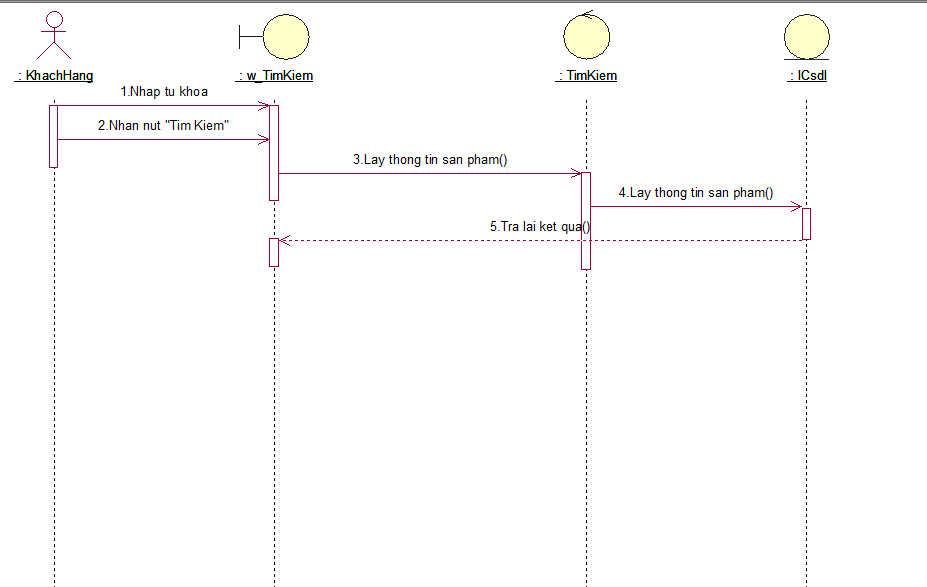 : KhachHang
: w_TimKiem
: TimKiem
: ICsdl
1.Nhap tu khoa
2.Nhan nut "Tim Kiem"
3.Lay thong tin san pham()
4.Lay thong tin san pham()
5.Tra lai ket qua()